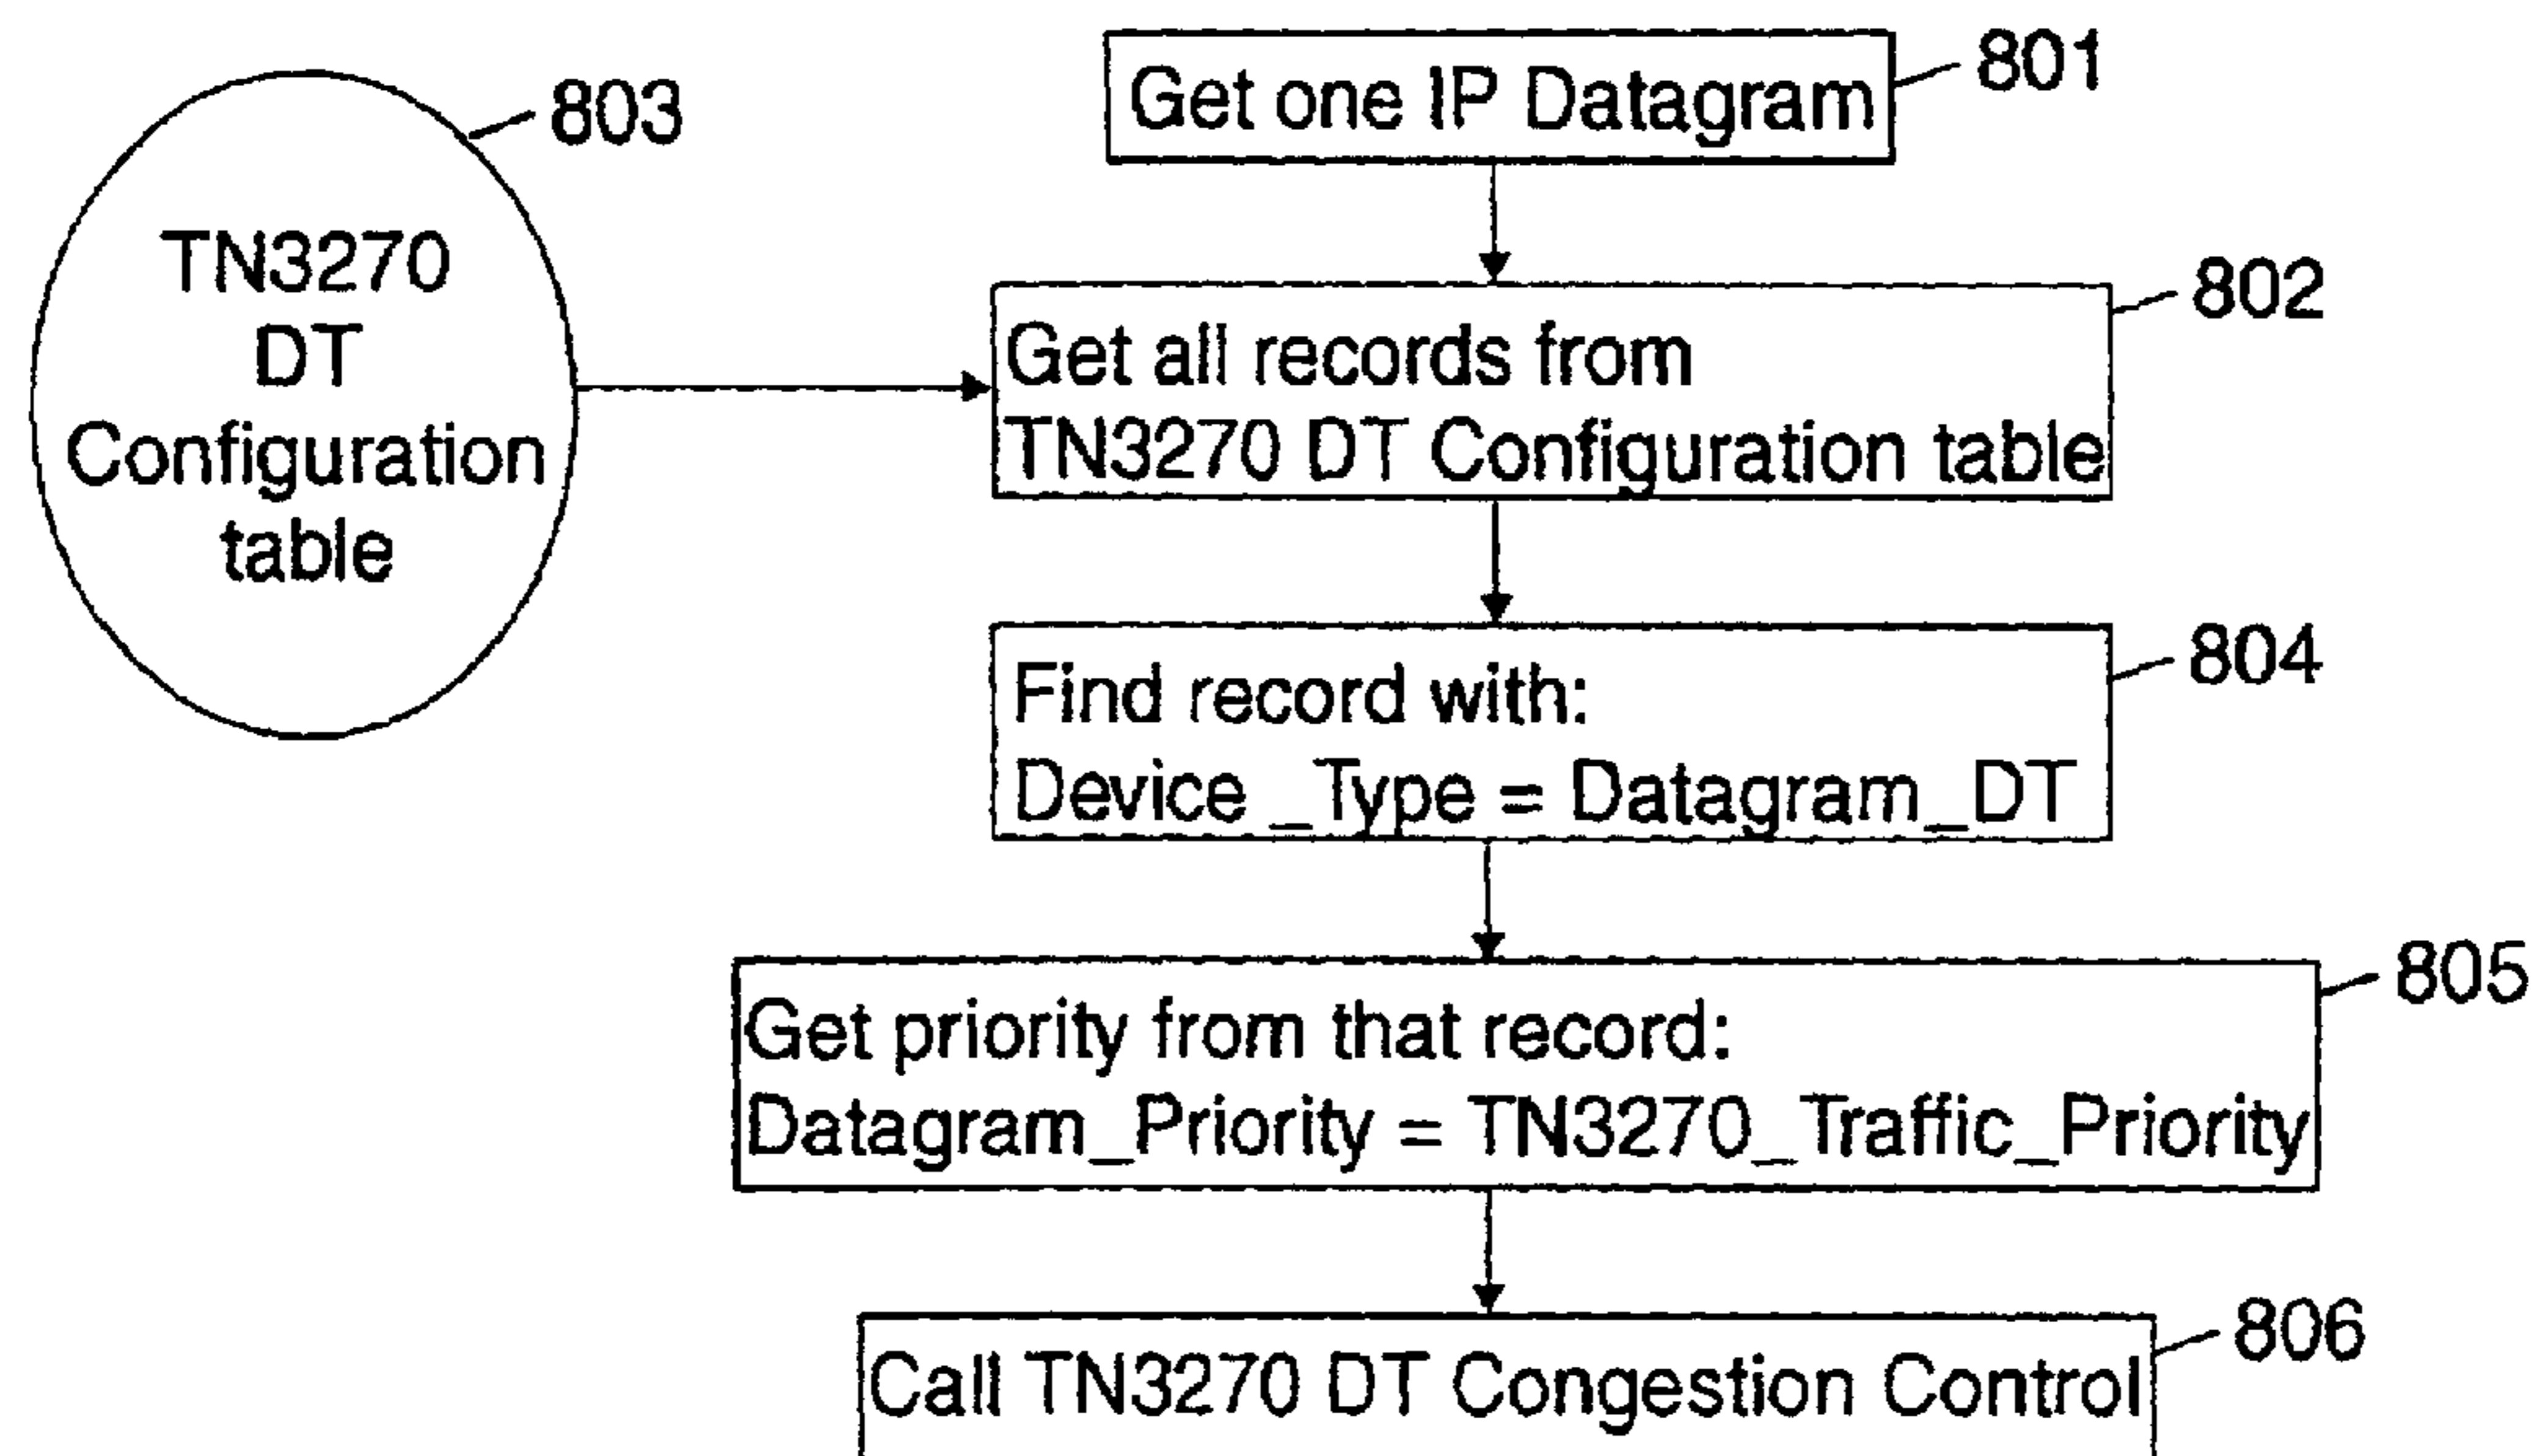 Get one IP Datagram
801
803
TN3270
DT
Configuration
table
802
Get all records from
TN3270 DT Configuration table
804
Find record with:
Device _Type = Datagram_DT
805
Get priority from that record:
Datagram_Priority = TN3270_Traffic_Priority
806
Call TN3270 DT Congestion Control